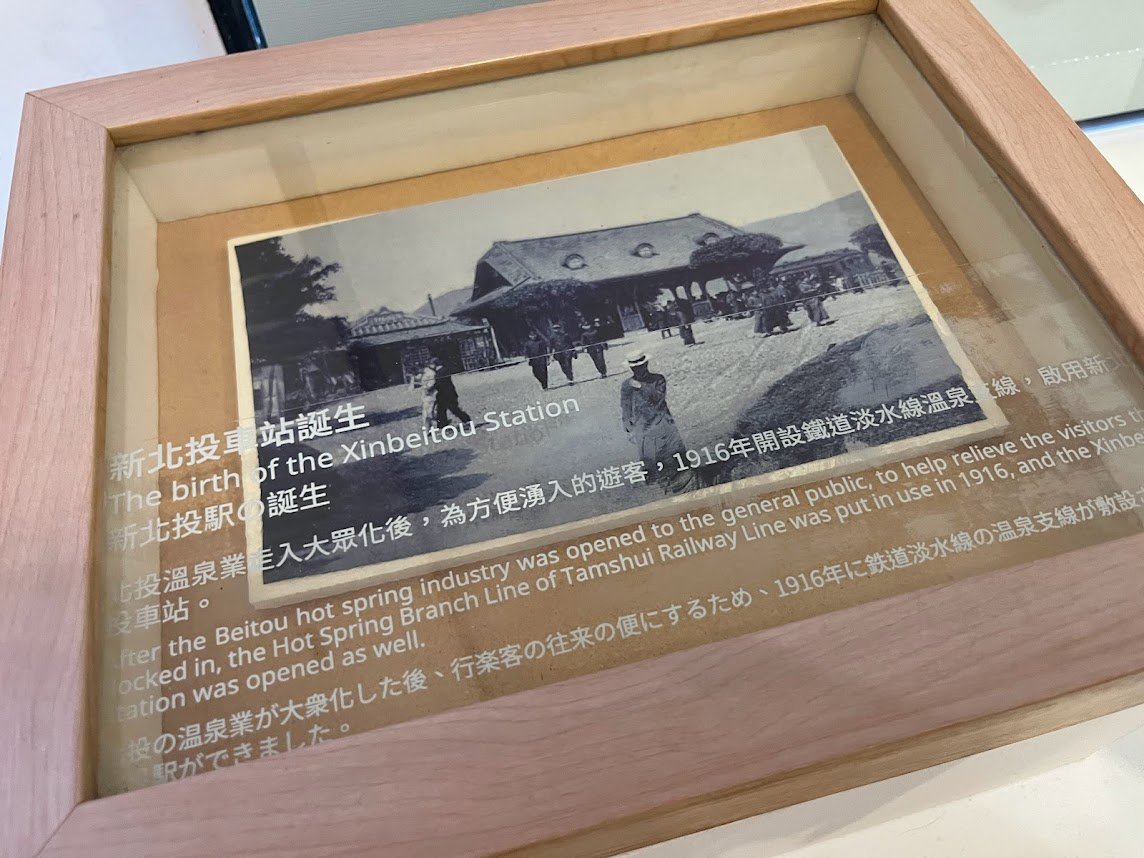 新北投車站誕生
The birth of the Xinbeitou Station
新北投駅の誕生
北投溫泉業走入大眾化後，為方便湧入的遊客，1916年開設鐵道淡水線溫泉支線，啟用新
投車站。
After the Beitou hot spring industry was opened to the general public, to help relieve the visitors
ocked in, the Hot Spring Branch Line of Tamshui Railway Line was put in use in 1916, and the Xinbe
tation was opened as well.
投の温泉業が大衆化した後、行楽客の往来の便にするため、1916年に鉄道淡水線の温泉支線が敷設
駅ができました。